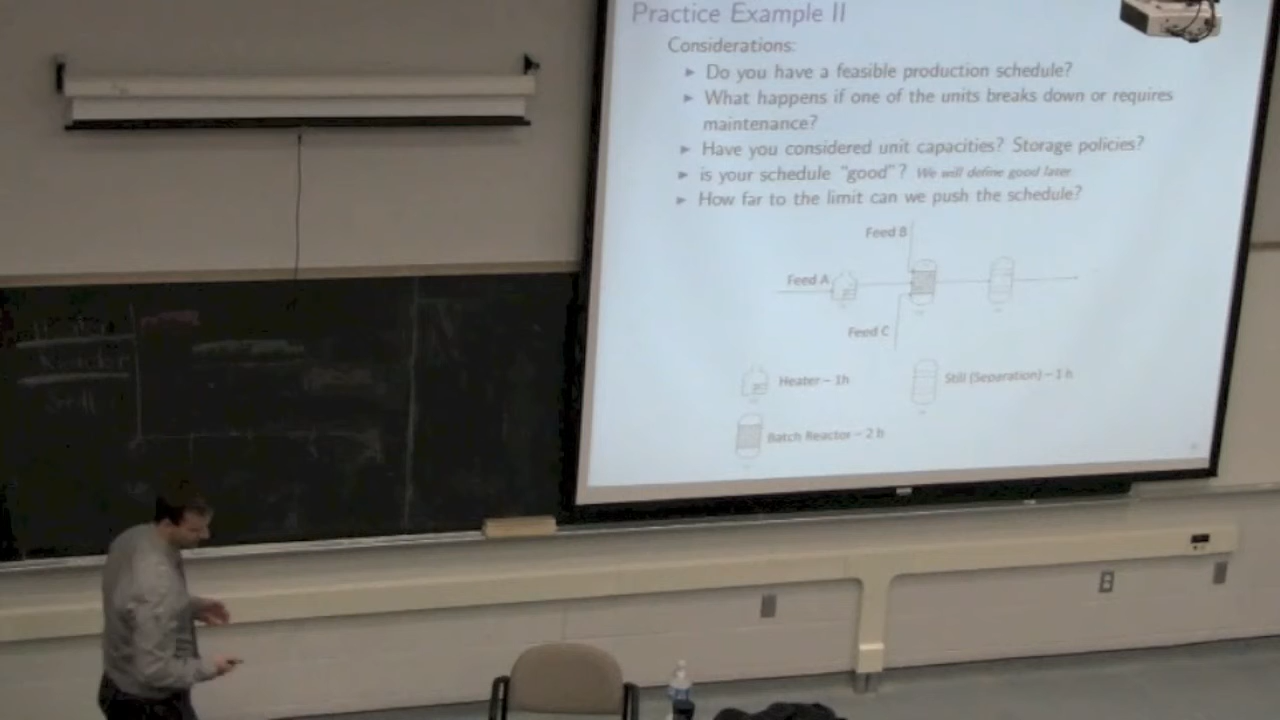 Practice Example II
Considerations:
► Do you have a feasible production schedule?
► What happens if one of the units breaks down or requires
maintenance?
► Have you considered unit capacities? Storage policies?
► is your schedule "good"? We will define good later
► How far to the limit can we push the schedule?
Feed B
Feed A
Feed C
Heater – 1h
Still (Separation) – 1 h
Batch Reactor – 2 h
Reactor
Still